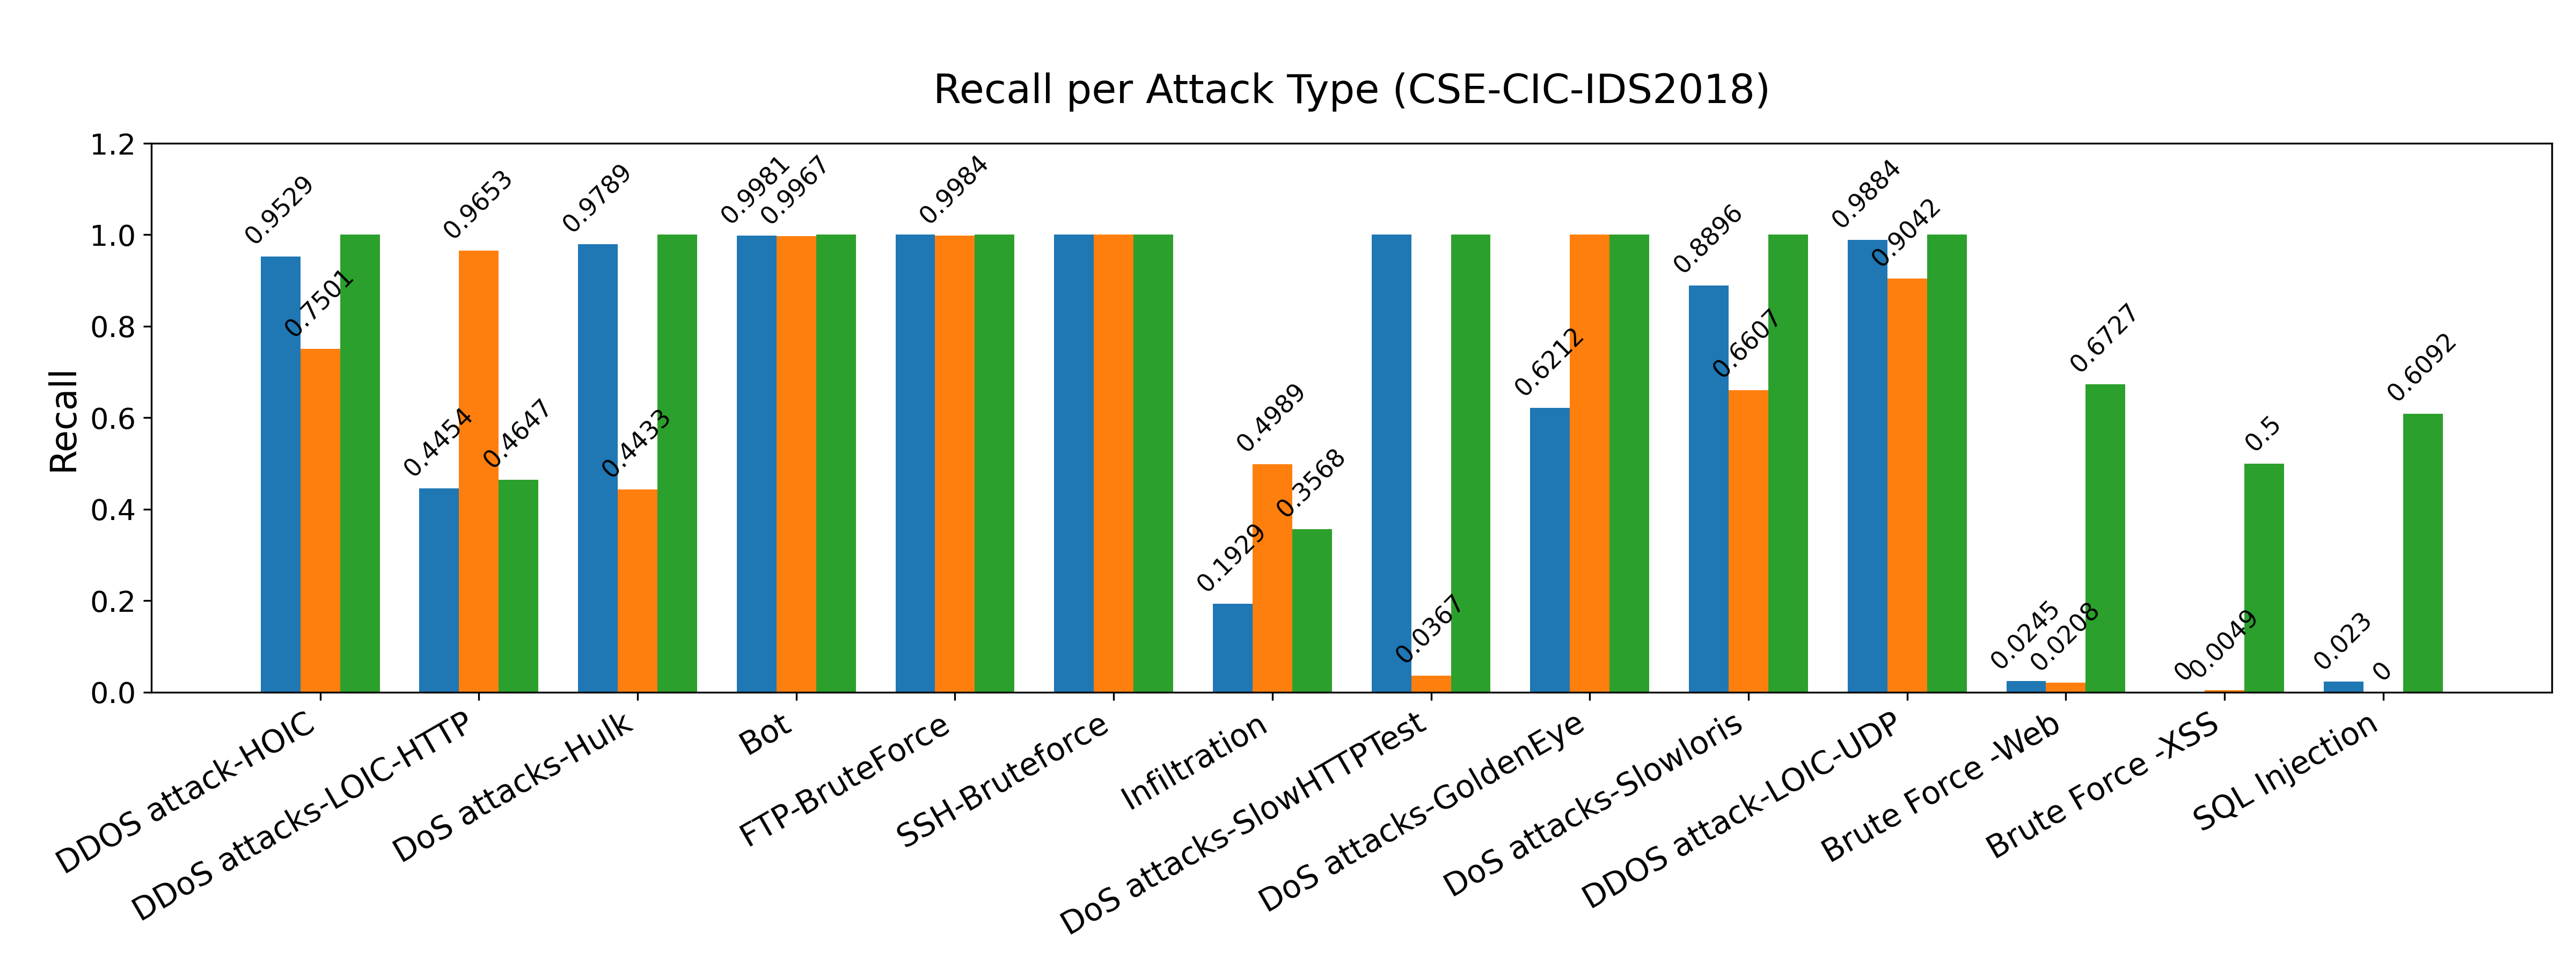 Recall per Attack Type (CSE-CIC-IDS2018)
Recall
1.2
1.0
0.8
0.6
0.4
0.2
0.0
0.9529
0.7501
0.4454
0.9653
0.4647
0.9789
0.4433
0.9981
0.9967
0.9984
0.1929
0.4989
0.3568
0.0367
0.6212
0.8896
0.6607
0.9884
0.9042
0.0245
0.0208
0.6727
0
0.0049
0.5
0.023
0
0.6092
DDOS attack-HOIC
DDoS attacks-LOIC-HTTP
DoS attacks-Hulk
Bot
FTP-BruteForce
SSH-Bruteforce
Infiltration
DoS attacks-SlowHTTPTest
DoS attacks-GoldenEye
DoS attacks-Slowloris
DDOS attack-LOIC-UDP
Brute Force -Web
Brute Force -XSS
SQL Injection